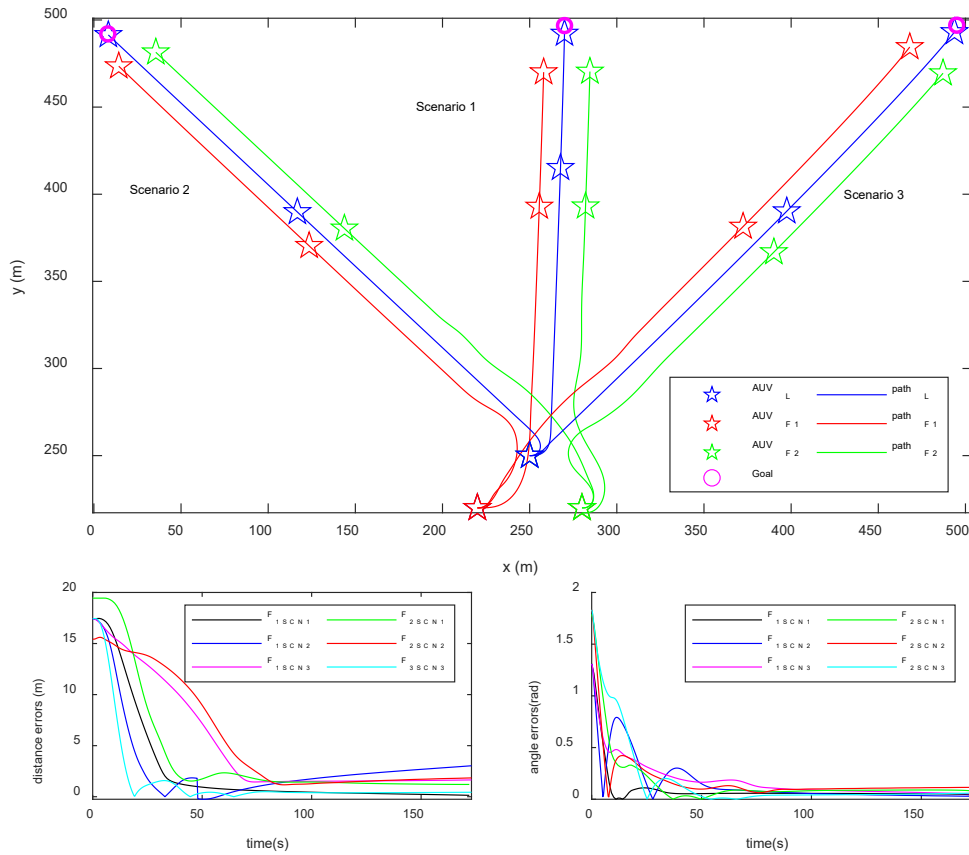 500
450
400
350
300
250
y (m)
Scenario 1
Scenario 2
Scenario 3
AUV L path L
AUV F 1 path F 1
AUV F 2 path F 2
Goal
0 50 100 150 200 250 300 350 400 450 500
x (m)
20
15
10
5
0
distance errors (m)
F 1 S C N 1 F 2 S C N 1
F 1 S C N 2 F 2 S C N 2
F 1 S C N 3 F 3 S C N 3
0 50 100 150
time(s)
2
1.5
1
0.5
0
angle errors(rad)
F 1 S C N 1 F 2 S C N 1
F 1 S C N 2 F 2 S C N 2
F 1 S C N 3 F 2 S C N 3
0 50 100 150
time(s)